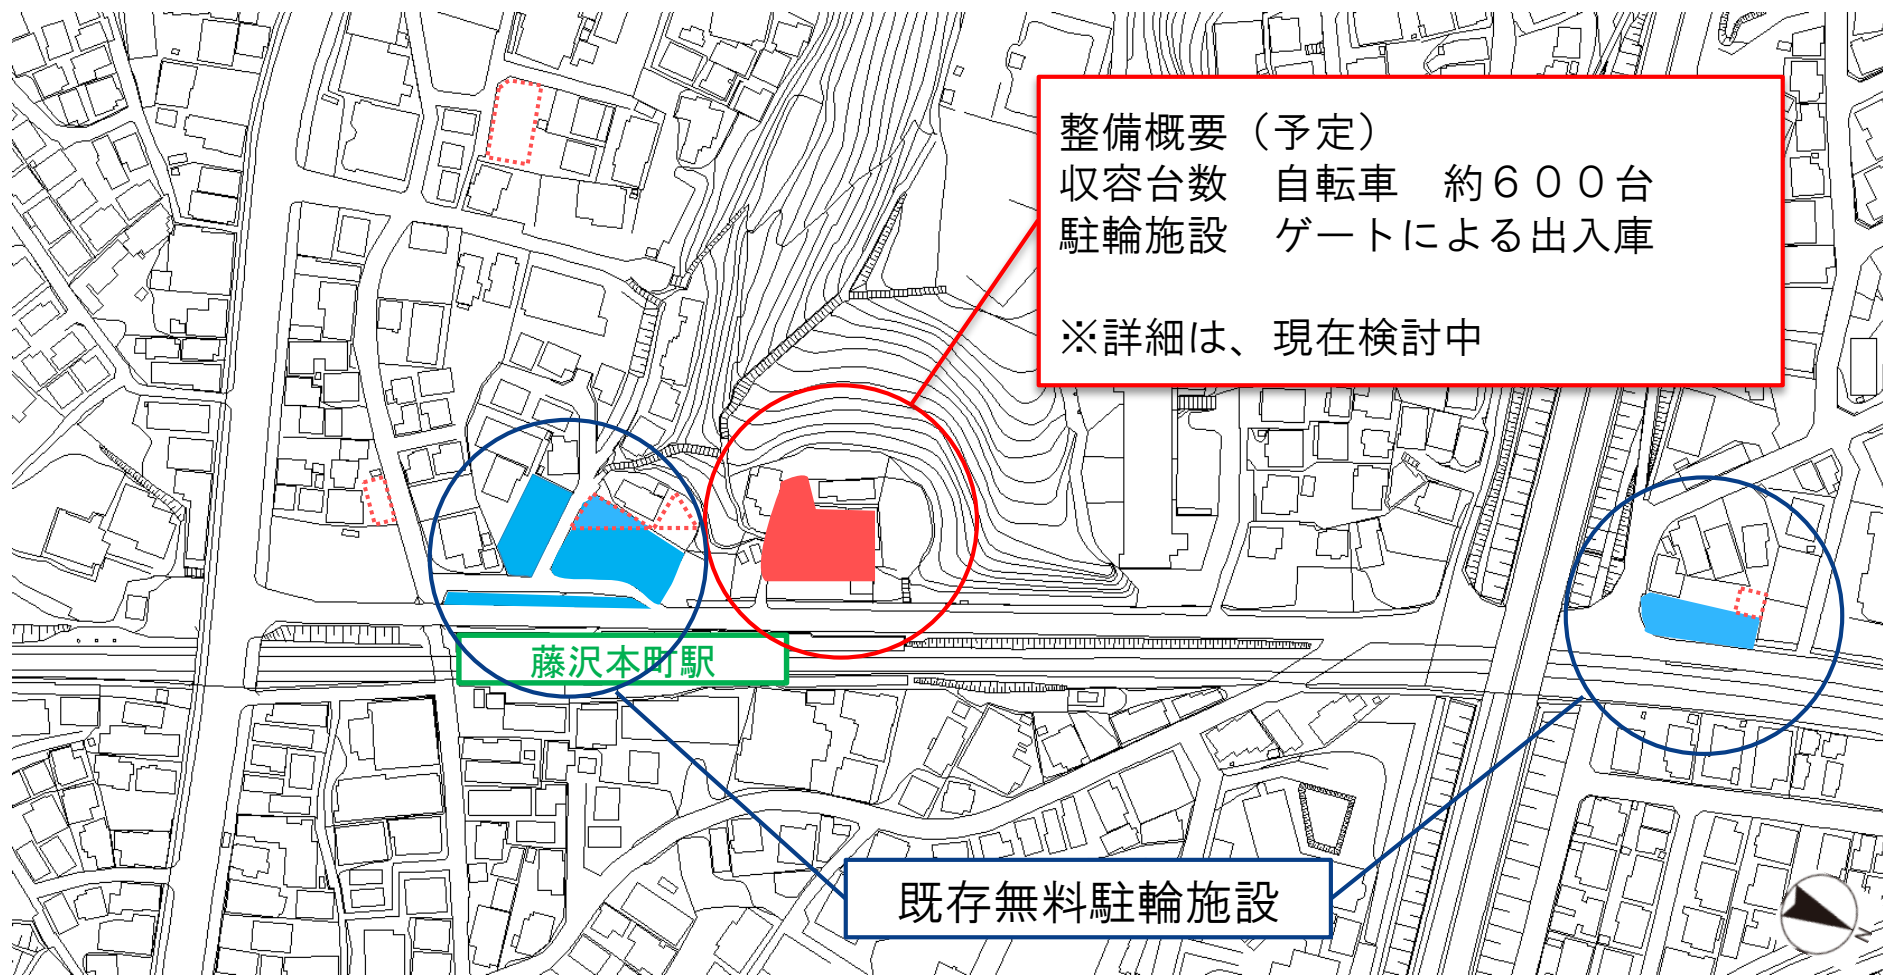 整備概要（予定）
収容台数　自転車　約６００台
駐輪施設　ゲートによる出入庫
※詳細は、現在検討中
藤沢本町駅
既存無料駐輪施設
N